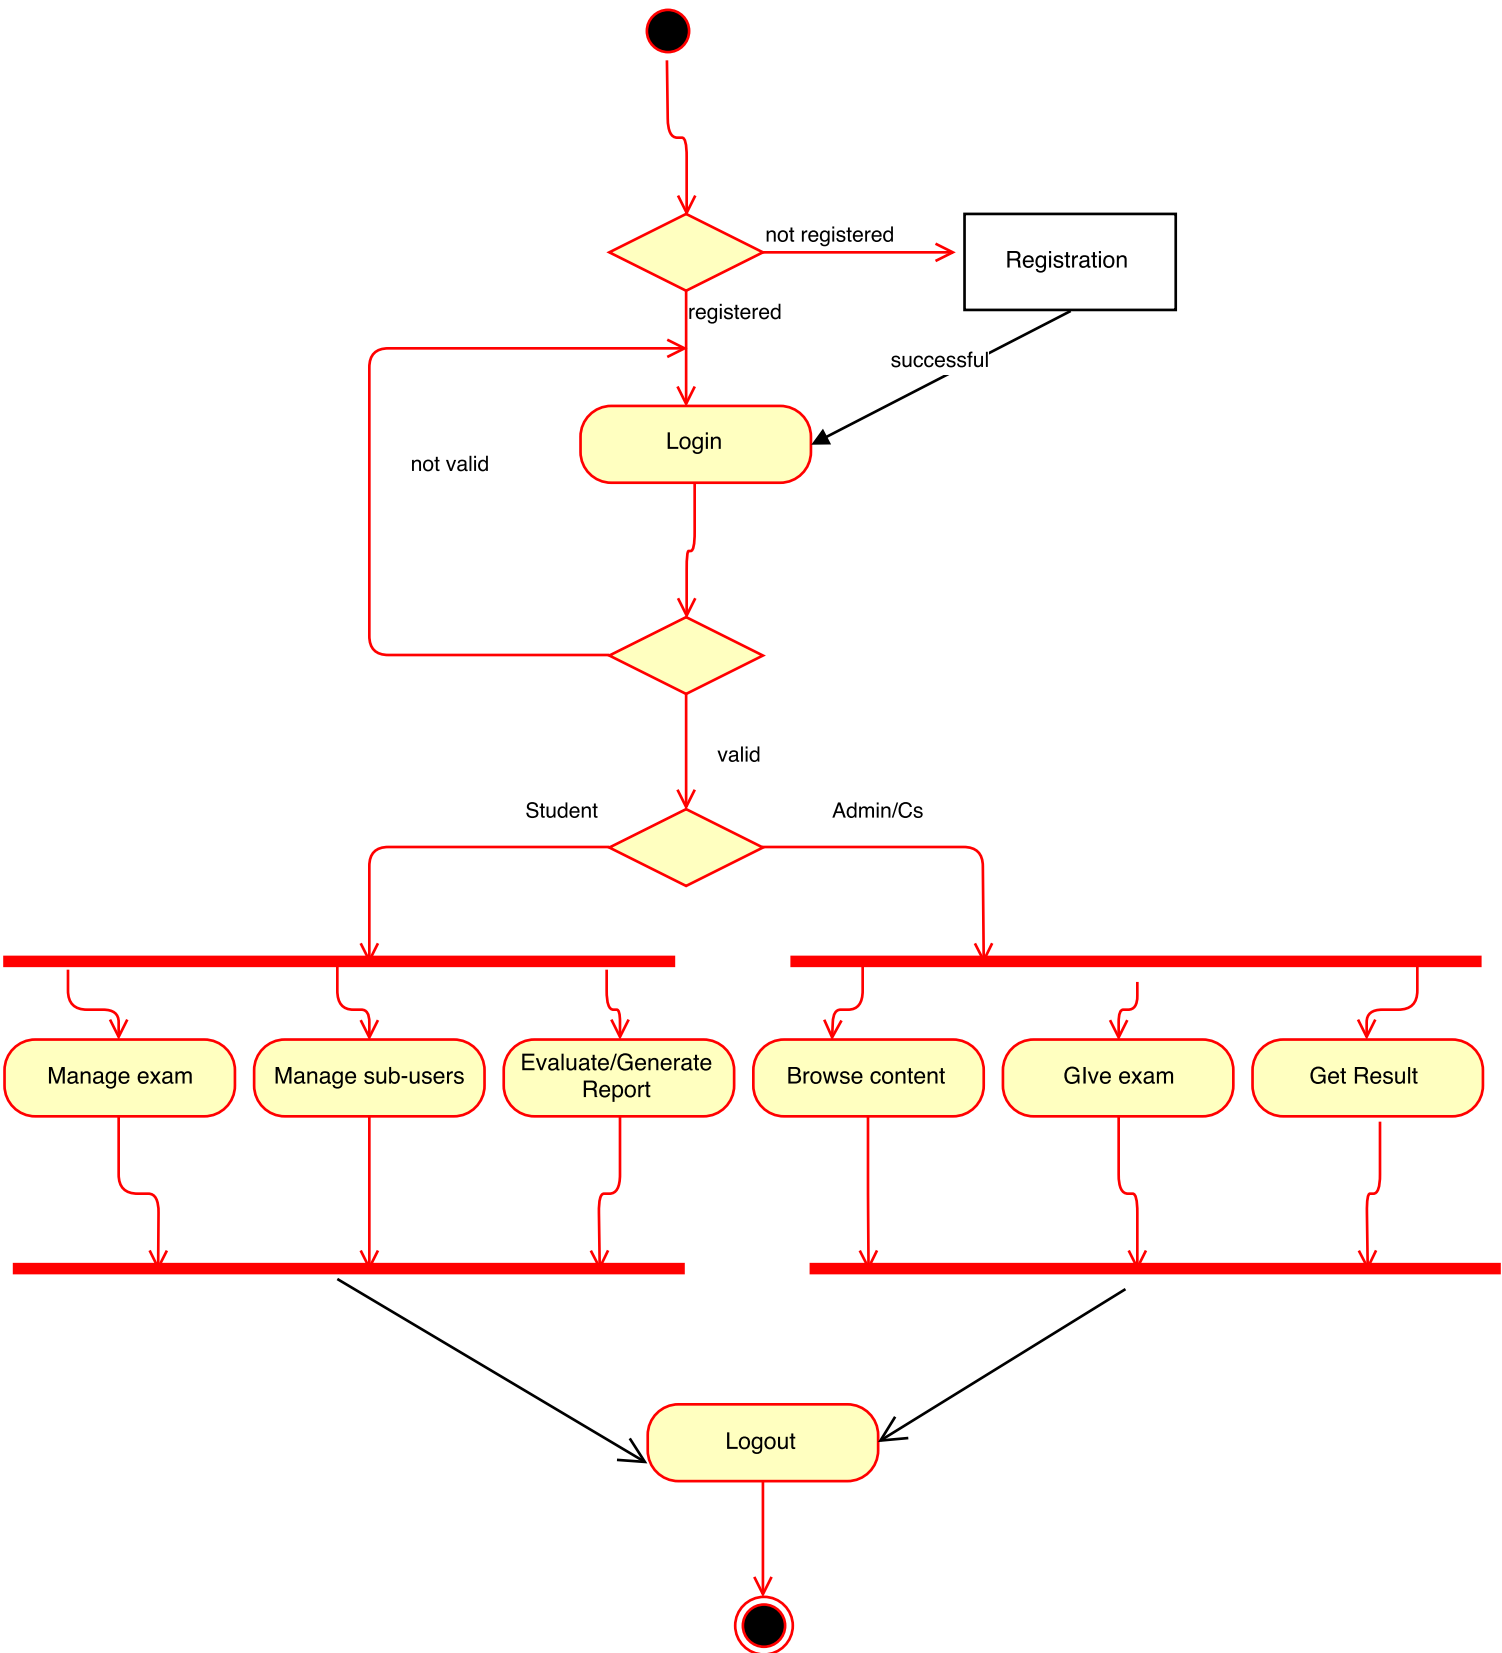 not registered
Registration
registered
successful
Login
not valid
valid
Student
Admin/Cs
Manage exam
Manage sub-users
Evaluate/Generate
Report
Browse content
GIve exam
Get Result
Logout